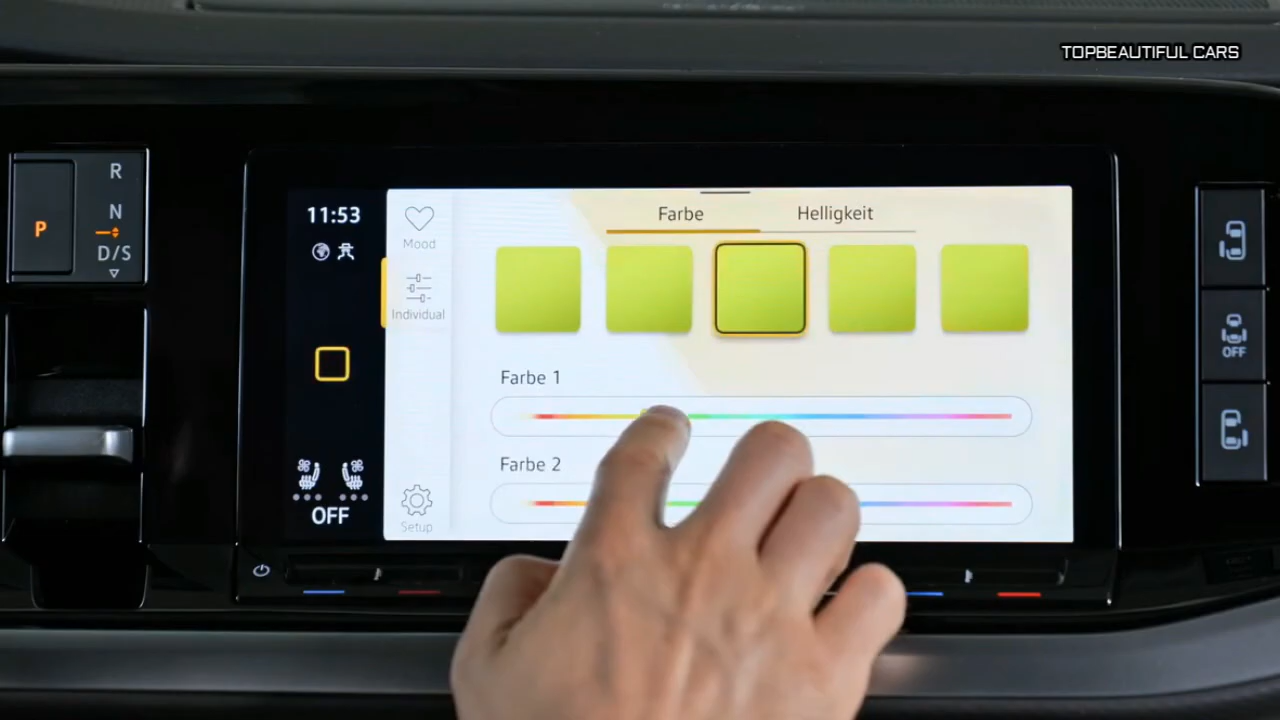 TOPBEAUTIFUL CARS
R
N
P
D/S
11:53
Farbe
Helligkeit
Mood
Individual
Farbe 1
OFF
Farbe 2
Setup
OFF